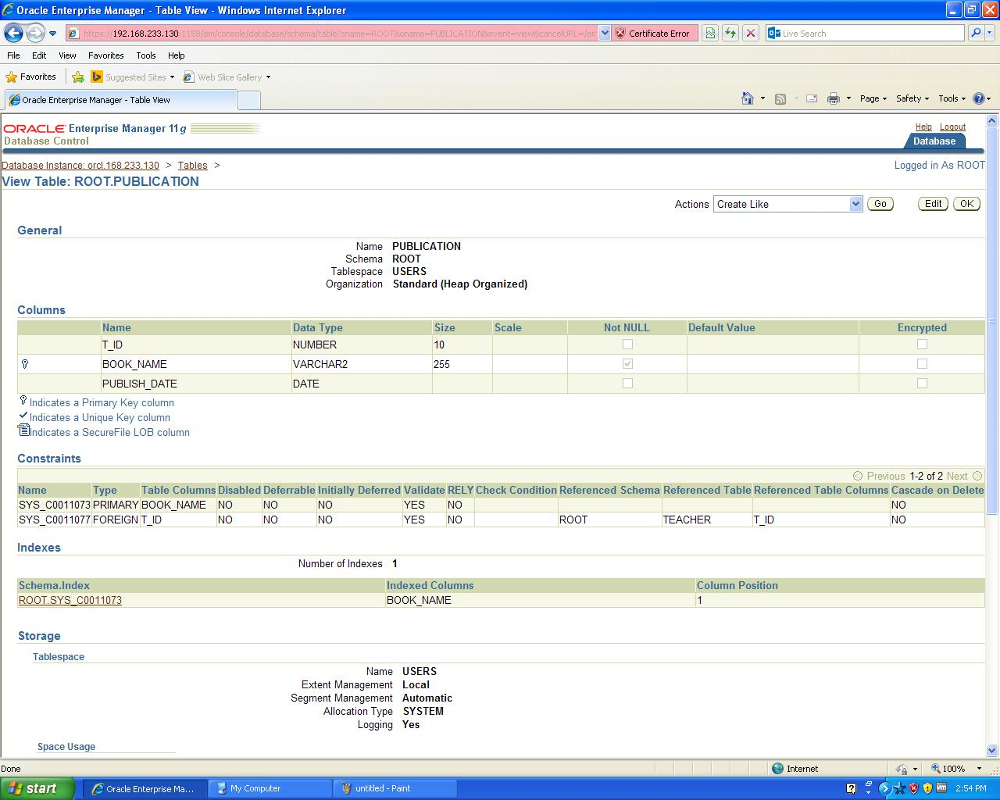 Oracle Enterprise Manager - Table View - Windows Internet Explorer
https://192.168.233.130:1158/em/console/database/schema/table?sname=ROOT&oname=PUBLICATION&event=view&cancelURL=/em Certificate Error Live Search
File Edit View Favorites Tools Help
Favorites Suggested Sites Web Slice Gallery
Oracle Enterprise Manager - Table View Page Safety Tools
ORACLE Enterprise Manager 11g Help Logout
Database Control Database
Database Instance: orcl.168.233.130 > Tables > Logged in As ROOT
View Table: ROOT.PUBLICATION
Actions Create Like Go Edit OK
General
Name PUBLICATION
Schema ROOT
Tablespace USERS
Organization Standard (Heap Organized)
Columns
Name Data Type Size Scale Not NULL Default Value Encrypted
T_ID NUMBER 10
BOOK_NAME VARCHAR2 255
PUBLISH_DATE DATE
Indicates a Primary Key column
Indicates a Unique Key column
Indicates a SecureFile LOB column
Constraints
Previous 1-2 of 2 Next
Name Type Table Columns Disabled Deferrable Initially Deferred Validate RELY Check Condition Referenced Schema Referenced Table Referenced Table Columns Cascade on Delete
SYS_C0011073 PRIMARY BOOK_NAME NO NO NO YES NO NO
SYS_C0011077 FOREIGN T_ID NO NO NO YES NO ROOT TEACHER T_ID NO
Indexes
Number of Indexes 1
Schema.Index Indexed Columns Column Position
ROOT.SYS_C0011073 BOOK_NAME 1
Storage
Tablespace
Name USERS
Extent Management Local
Segment Management Automatic
Allocation Type SYSTEM
Logging Yes
Space Usage
Done Internet 100%
start Oracle Enterprise Ma... My Computer untitled - Paint 2:54 PM